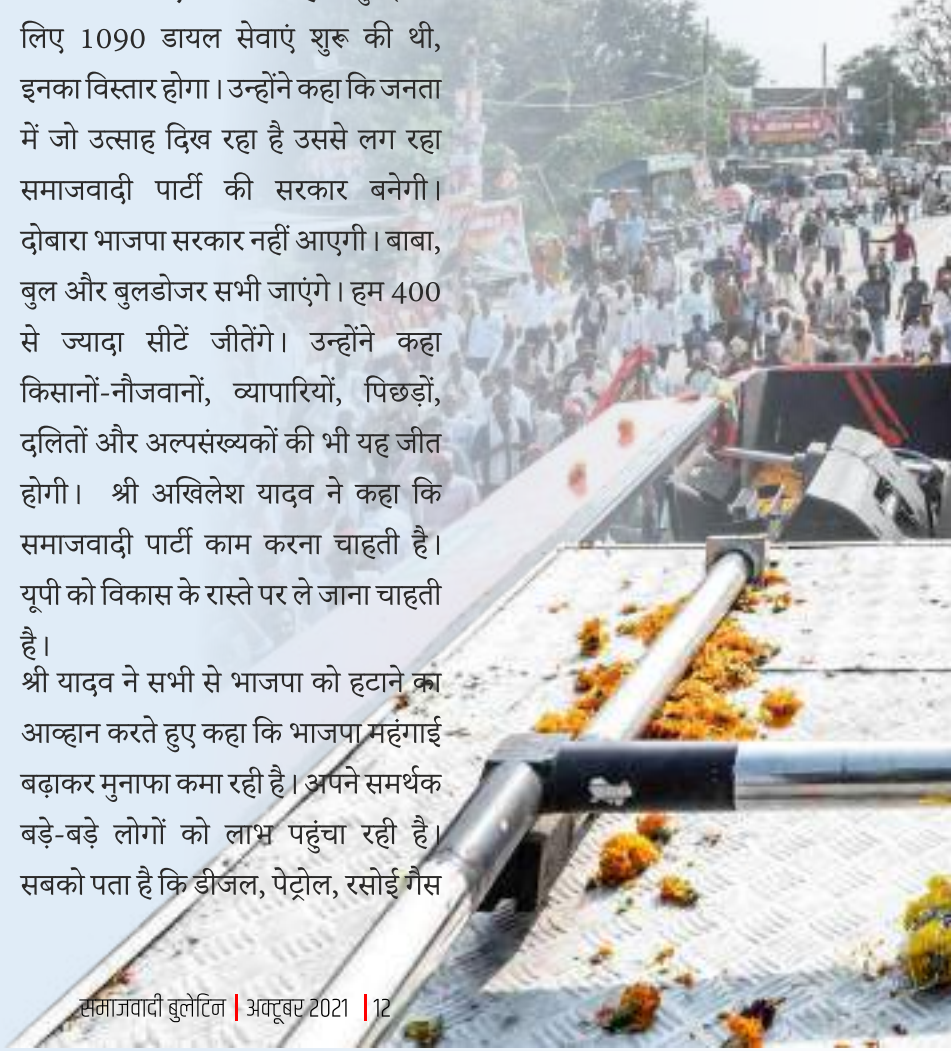 लिए 1090 डायल सेवाएं शुरू की थी,
इनका विस्तार होगा। उन्होंने कहा कि जनता
में जो उत्साह दिख रहा है उससे लग रहा
समाजवादी पार्टी की सरकार बनेगी।
दोबारा भाजपा सरकार नहीं आएगी। बाबा,
बुल और बुलडोजर सभी जाएंगे। हम 400
से ज्यादा सीटें जीतेंगे। उन्होंने कहा
किसानों-नौजवानों, व्यापारियों, पिछड़ों,
दलितों और अल्पसंख्यकों की भी यह जीत
होगी। श्री अखिलेश यादव ने कहा कि
समाजवादी पार्टी काम करना चाहती है।
यूपी को विकास के रास्ते पर ले जाना चाहती
है।
श्री यादव ने सभी से भाजपा को हटाने का
आव्हान करते हुए कहा कि भाजपा महंगाई
बढ़ाकर मुनाफा कमा रही है। अपने समर्थक
बड़े-बड़े लोगों को लाभ पहुंचा रही है।
सबको पता है कि डीजल, पेट्रोल, रसोई गैस
समाजवादी बुलेटिन | अक्टूबर 2021 | 12